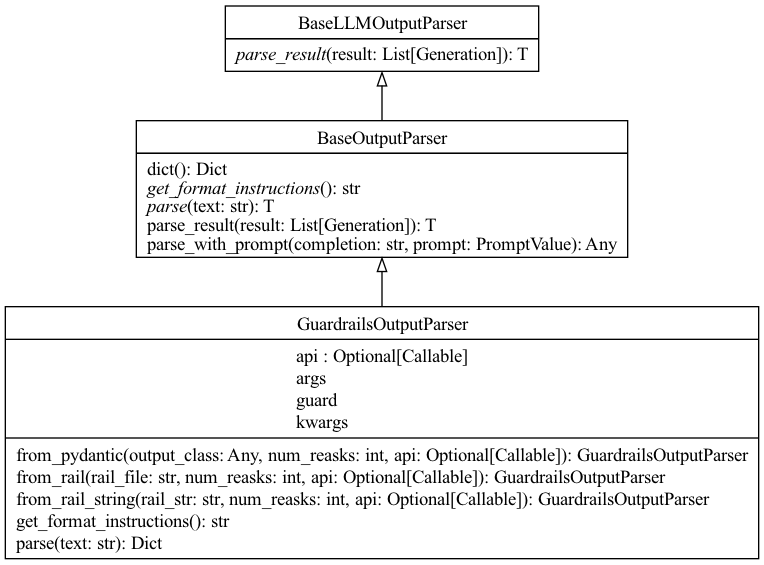 BaseLLMOutputParser
parse_result(result: List[Generation]): T
BaseOutputParser
dict(): Dict
get_format_instructions(): str
parse(text: str): T
parse_result(result: List[Generation]): T
parse_with_prompt(completion: str, prompt: PromptValue): Any
GuardrailsOutputParser
api : Optional[Callable]
args
guard
kwargs
from_pydantic(output_class: Any, num_reasks: int, api: Optional[Callable]): GuardrailsOutputParser
from_rail(rail_file: str, num_reasks: int, api: Optional[Callable]): GuardrailsOutputParser
from_rail_string(rail_str: str, num_reasks: int, api: Optional[Callable]): GuardrailsOutputParser
get_format_instructions(): str
parse(text: str): Dict